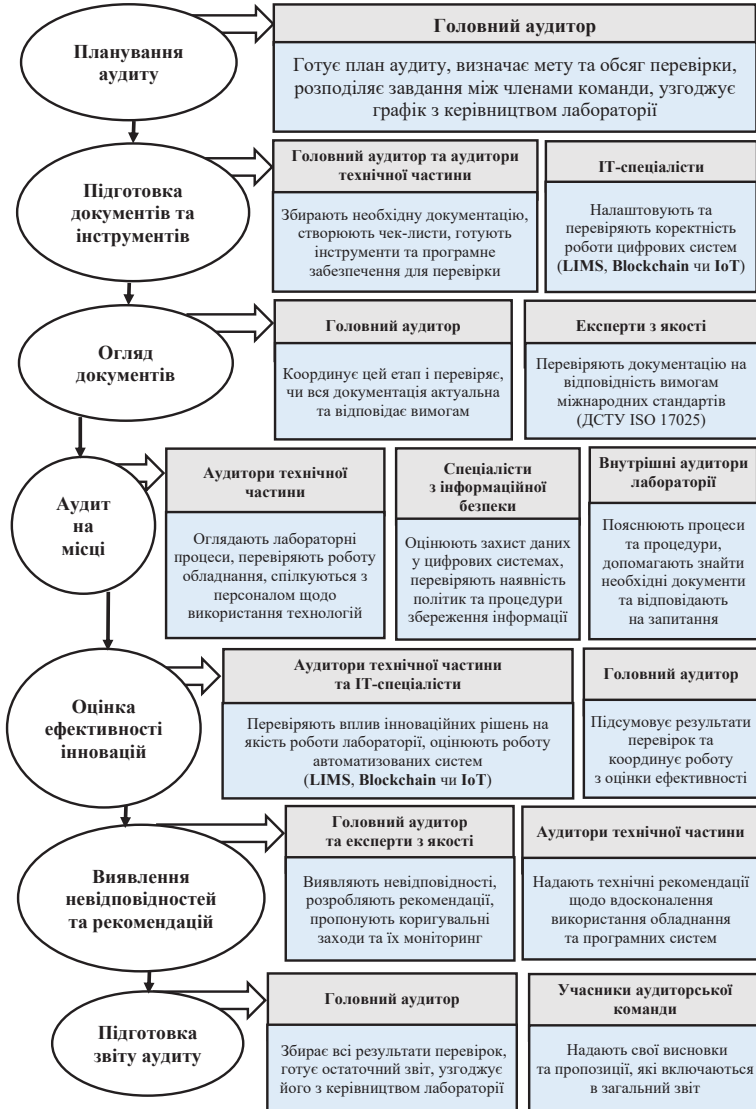 Планування
аудиту
Головний аудитор
Готує план аудиту, визначає мету та обсяг перевірки,
розподіляє завдання між членами команди, узгоджує
графік з керівництвом лабораторії
Підготовка
документів та
інструментів
Головний аудитор та аудитори
технічної частини
Збирають необхідну документацію,
створюють чек-листи, готують
інструменти та програмне
забезпечення для перевірки
ІТ-спеціалісти
Налаштовують та
перевіряють коректність
роботи цифрових систем
(LIMS, Blockchain чи IoT)
Огляд
документів
Головний аудитор
Координує цей етап і перевіряє,
чи вся документація актуальна
та відповідає вимогам
Експерти з якості
Перевіряють документацію на
відповідність вимогам
міжнародних стандартів
(ДСТУ ISO 17025)
Аудит
на
місці
Аудитори технічної
частини
Оглядають лабораторні
процеси, перевіряють роботу
обладнання, спілкуються з
персоналом щодо
використання технологій
Спеціалісти
з інформаційної
безпеки
Оцінюють захист даних
у цифрових системах,
перевіряють наявність
політик та процедури
збереження інформації
Внутрішні аудитори
лабораторії
Пояснюють процеси
та процедури,
допомагають знайти
необхідні документи
та відповідають
на запитання
Оцінка
ефективності
інновацій
Аудитори технічної частини
та ІТ-спеціалісти
Перевіряють вплив інноваційних рішень на
якість роботи лабораторії, оцінюють роботу
автоматизованих систем
(LIMS, Blockchain чи IoT)
Головний аудитор
Підсумовує результати
перевірок та
координує роботу
з оцінки ефективності
Виявлення
невідповідностей
та рекомендацій
Головний аудитор
та експерти з якості
Виявляють невідповідності,
розробляють рекомендації,
пропонують коригувальні
заходи та їх моніторинг
Аудитори технічної частини
Надають технічні рекомендації
щодо вдосконалення
використання обладнання
та програмних систем
Підготовка
звіту аудиту
Головний аудитор
Збирає всі результати перевірок,
готує остаточний звіт, узгоджує
його з керівництвом лабораторії
Учасники аудиторської
команди
Надають свої висновки
та пропозиції, які включаються
в загальний звіт